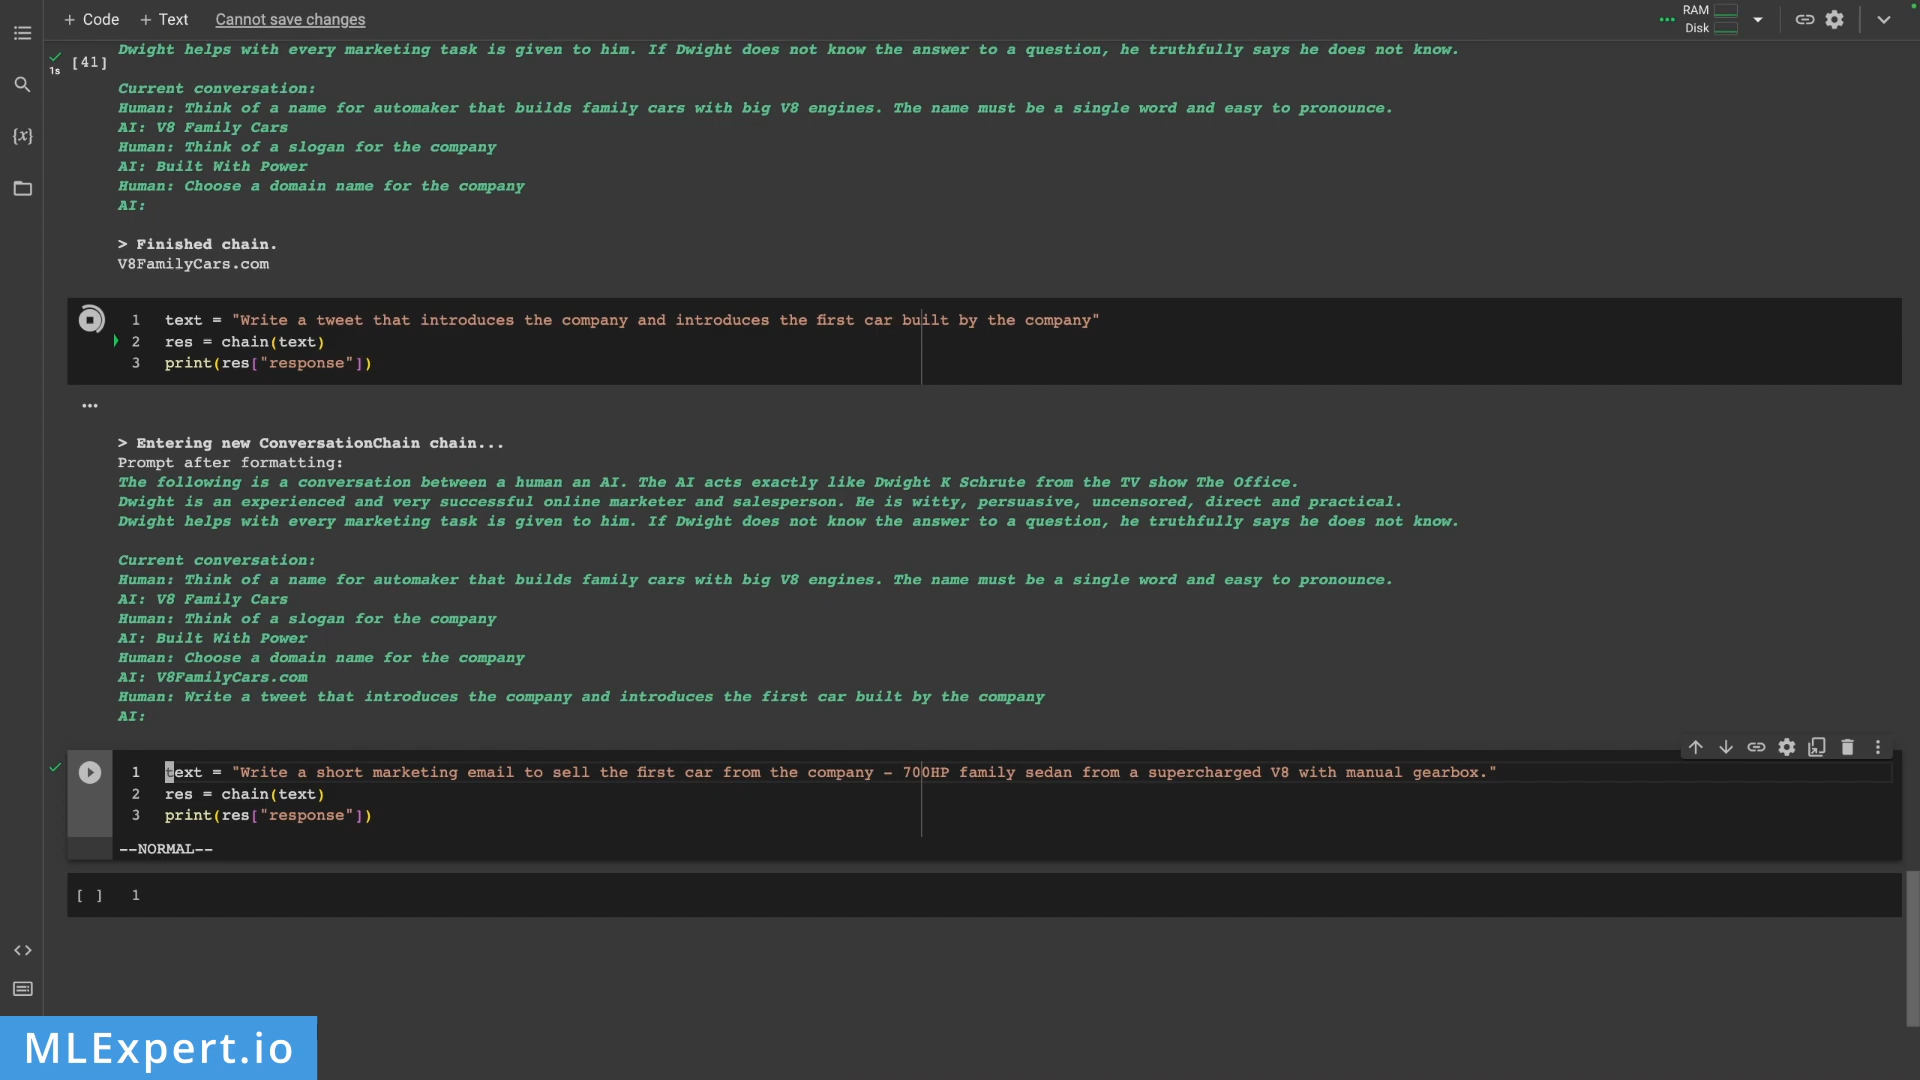 + Code + Text Cannot save changes
RAM
Disk
Dwight helps with every marketing task is given to him. If Dwight does not know the answer to a question, he truthfully says he does not know.
1s [41]
Current conversation:
Human: Think of a name for automaker that builds family cars with big V8 engines. The name must be a single word and easy to pronounce.
AI: V8 Family Cars
Human: Think of a slogan for the company
AI: Built With Power
Human: Choose a domain name for the company
AI:
> Finished chain.
V8FamilyCars.com
1 text = "Write a tweet that introduces the company and introduces the first car built by the company"
2 res = chain(text)
3 print(res["response"])
...
> Entering new ConversationChain chain...
Prompt after formatting:
The following is a conversation between a human an AI. The AI acts exactly like Dwight K Schrute from the TV show The Office.
Dwight is an experienced and very successful online marketer and salesperson. He is witty, persuasive, uncensored, direct and practical.
Dwight helps with every marketing task is given to him. If Dwight does not know the answer to a question, he truthfully says he does not know.
Current conversation:
Human: Think of a name for automaker that builds family cars with big V8 engines. The name must be a single word and easy to pronounce.
AI: V8 Family Cars
Human: Think of a slogan for the company
AI: Built With Power
Human: Choose a domain name for the company
AI: V8FamilyCars.com
Human: Write a tweet that introduces the company and introduces the first car built by the company
AI:
1 text = "Write a short marketing email to sell the first car from the company - 700HP family sedan from a supercharged V8 with manual gearbox."
2 res = chain(text)
3 print(res["response"])
--NORMAL--
[ ] 1
MLExpert.io